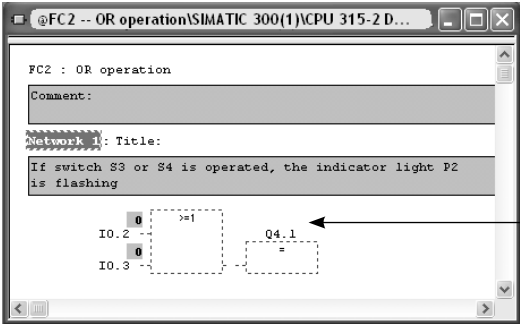 @FC2 -- OR operation\SIMATIC 300(1)\CPU 315-2 D...
FC2 : OR operation
Comment:
Network 1: Title:
If switch S3 or S4 is operated, the indicator light P2
is flashing
0
>=1
I0.2
Q4.1
0
=
I0.3